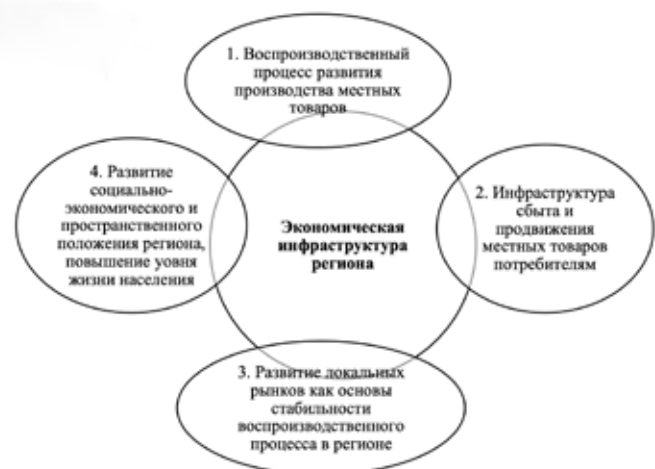 1. Воспроизводственный
процесс развития
производства местных
товаров
4. Развитие
социально-
экономического и
пространственного
положения региона,
повышение уовня
жизни населения
Экономическая
инфраструктура
региона
2. Инфраструктура
сбыта и
продвижения
местных товаров
потребителям
3. Развитие локальных
рынков как основы
стабильности
воспроизводственного
процесса в регионе